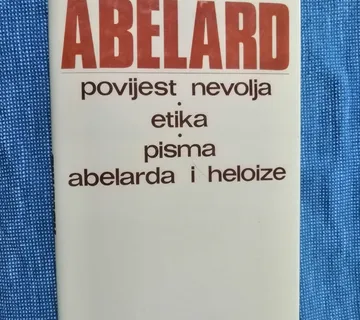 ABELARD
povijest nevolja
·
etika
·
pisma
abelarda i heloize